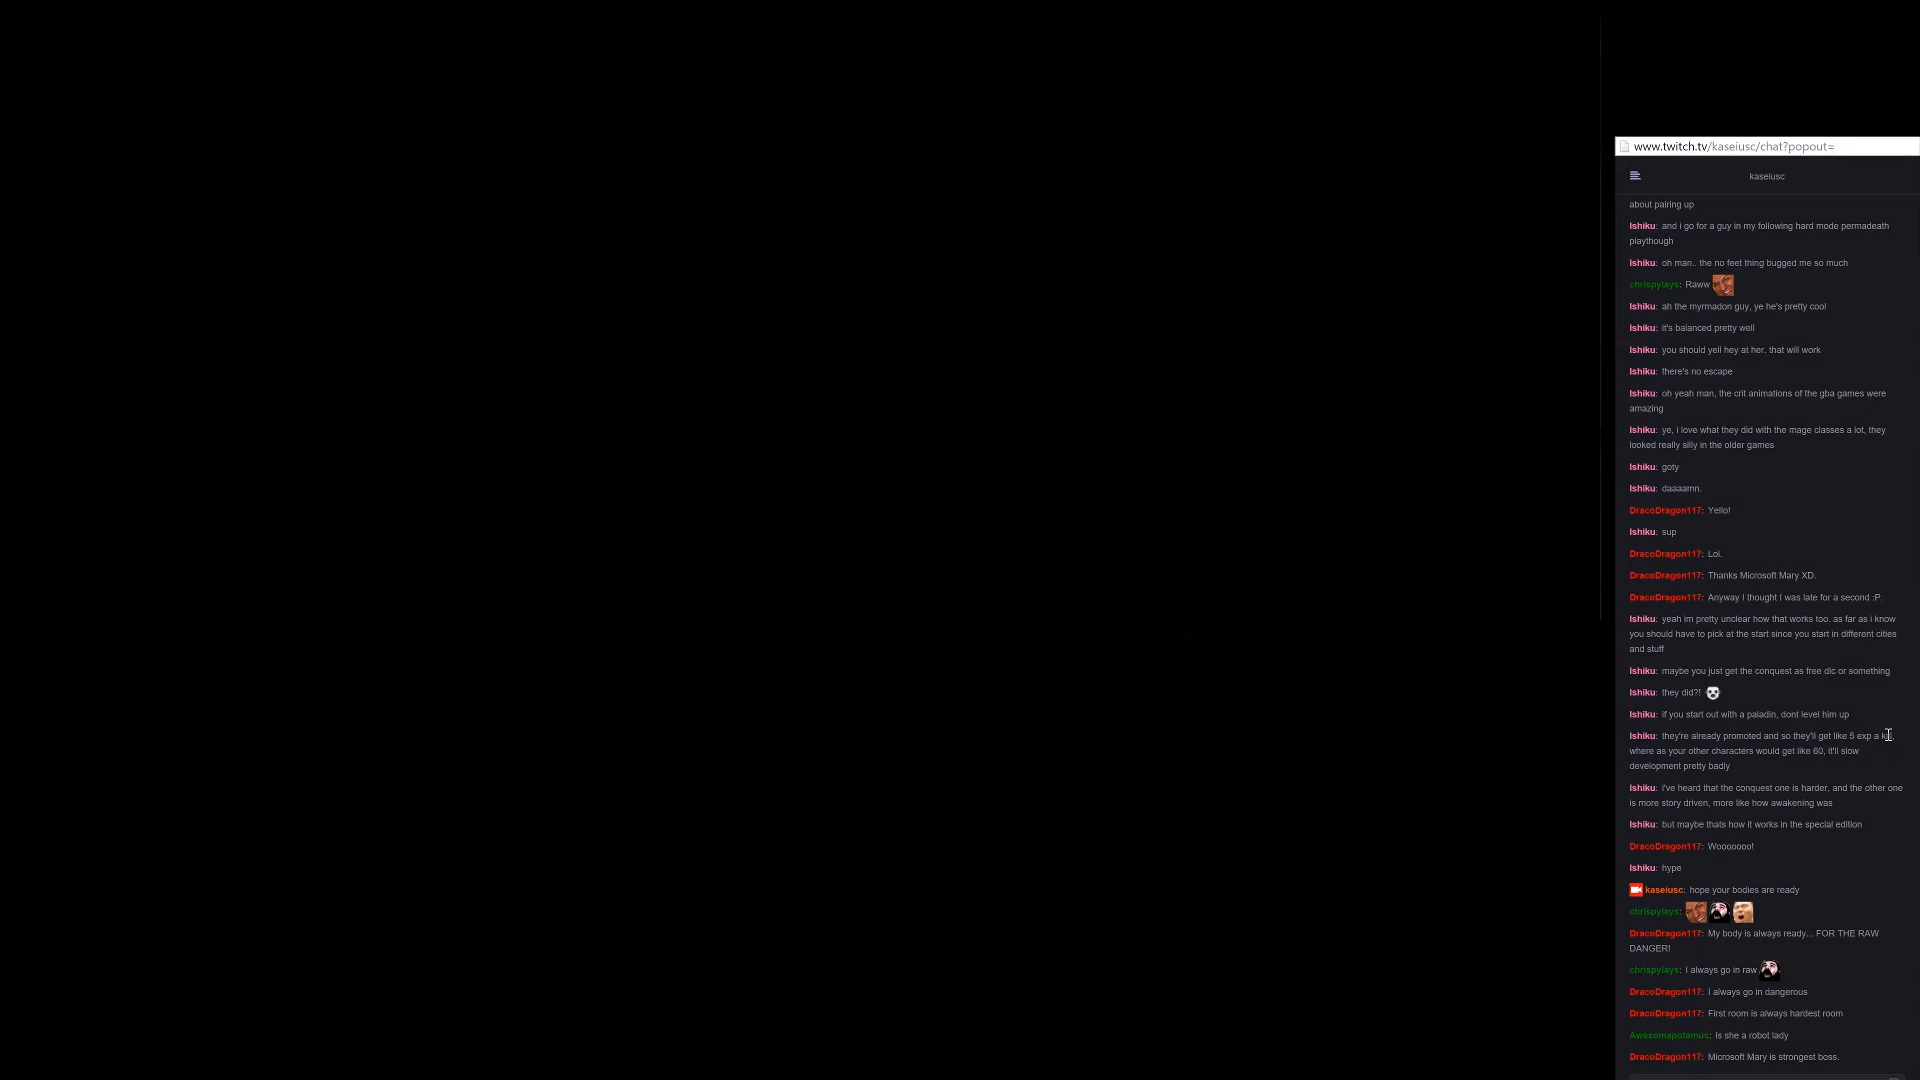 www.twitch.tv/kaseiusc/chat?popout=
kaseiusc
about pairing up
Ishiku: and i go for a guy in my following hard mode permadeath
playthough
Ishiku: oh man.. the no feet thing bugged me so much
chrispylays: Raww
Ishiku: ah the myrmadon guy, ye he's pretty cool
Ishiku: it's balanced pretty well
Ishiku: you should yell hey at her. that will work
Ishiku: there's no escape
Ishiku: oh yeah man, the crit animations of the gba games were
amazing
Ishiku: ye, i love what they did with the mage classes a lot, they
looked really silly in the older games
Ishiku: goty
Ishiku: daaaamn.
DracoDragon117: Yello!
Ishiku: sup
DracoDragon117: Lol.
DracoDragon117: Thanks Microsoft Mary XD.
DracoDragon117: Anyway I thought I was late for a second :P.
Ishiku: yeah im pretty unclear how that works too. as far as i know
you should have to pick at the start since you start in different cities
and stuff
Ishiku: maybe you just get the conquest as free dlc or something
Ishiku: they did?!
Ishiku: if you start out with a paladin, dont level him up
Ishiku: they're already promoted and so they'll get like 5 exp a
where as your other characters would get like 60, it'll slow
development pretty badly
Ishiku: i've heard that the conquest one is harder, and the other one
is more story driven, more like how awakening was
Ishiku: but maybe thats how it works in the special edition
DracoDragon117: Wooooooo!
Ishiku: hype
kaseiusc: hope your bodies are ready
chrispylays:
DracoDragon117: My body is always ready... FOR THE RAW
DANGER!
chrispylays: I always go in raw
DracoDragon117: I always go in dangerous
DracoDragon117: First room is always hardest room
Awesomapotamus: is she a robot lady
DracoDragon117: Microsoft Mary is strongest boss.